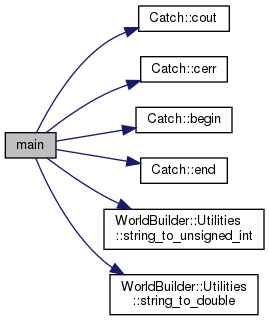 Catch::cout
Catch::cerr
main
Catch::begin
Catch::end
WorldBuilder::Utilities
::string_to_unsigned_int
WorldBuilder::Utilities
::string_to_double